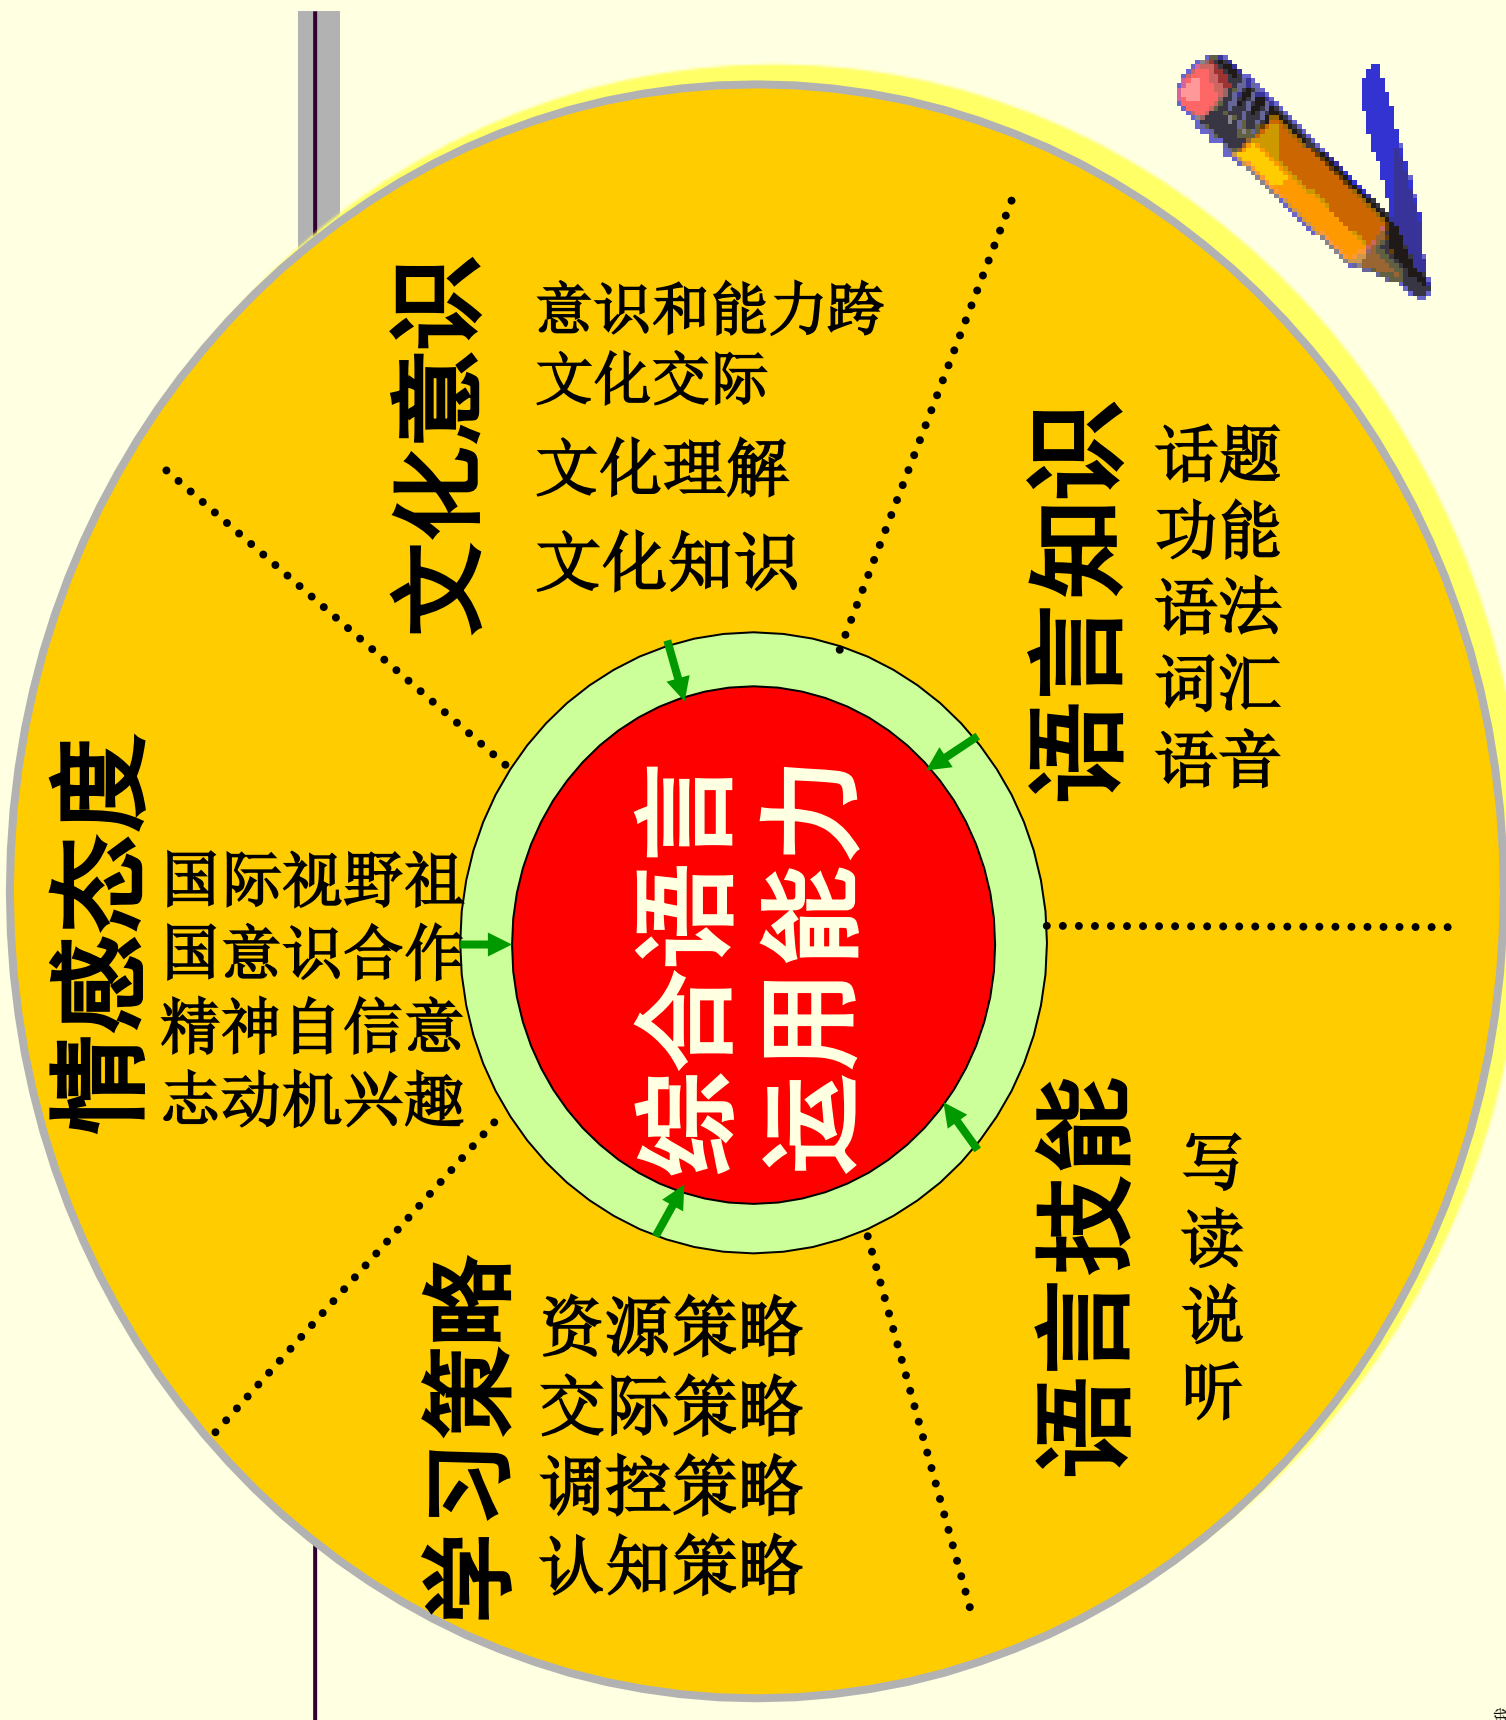 文化意识
意识和能力跨
文化交际
文化理解
文化知识
语言知识
话题
功能
语法
词汇
语音
情感态度
国际视野祖
国意识合作
精神自信意
志动机兴趣
综合语言
运用能力
语言技能
写
读
说
听
学习策略
资源策略
交际策略
调控策略
认知策略